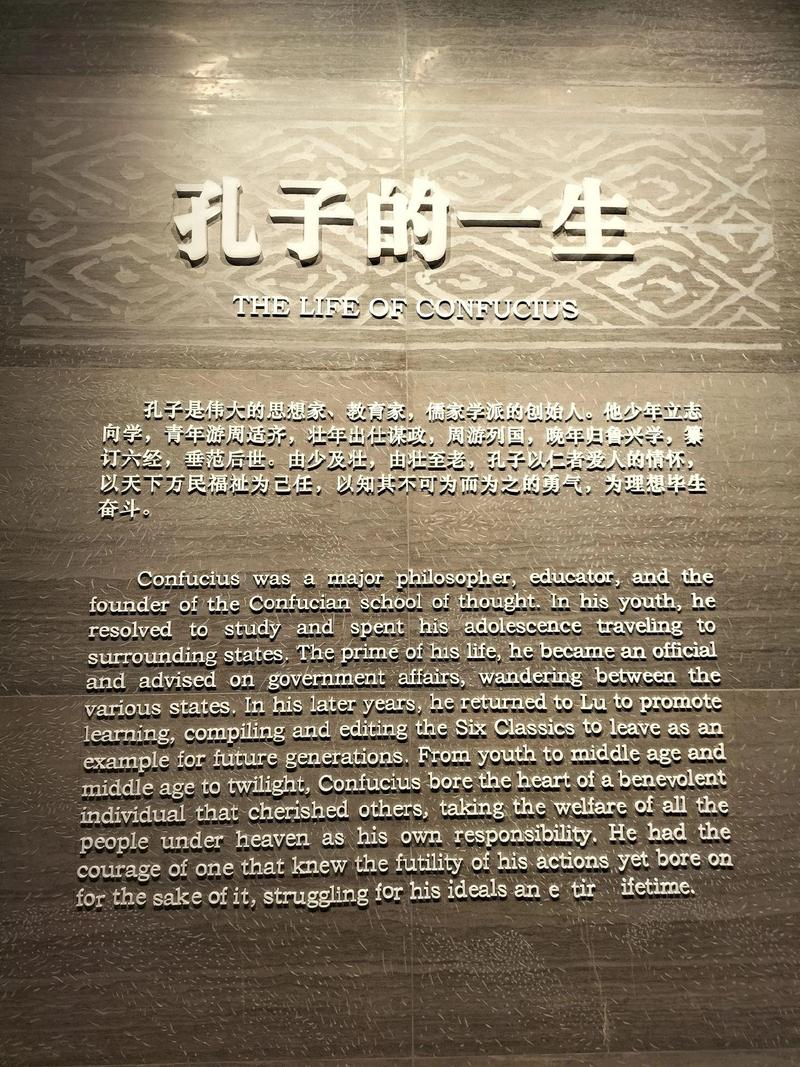 孔子的一生
THE LIFE OF CONFUCIUS
孔子是伟大的思想家、教育家，儒家学派的创始人。他少年立志
向学，青年游周适齐，壮年出仕谋政，周游列国，晚年归鲁兴学，纂
订六经，垂范后世。由少及壮，由壮至老，孔子以仁者爱人的情怀，
以天下万民福祉为己任，以知其不可为而为之的勇气，为理想毕生
奋斗。
Confucius was a major philosopher, educator, and the
founder of the Confucian school of thought. In his youth, he
resolved to study and spent his adolescence traveling to
surrounding states. The prime of his life, he became an official
and advised on government affairs, wandering between the
various states. In his later years, he returned to Lu to promote
learning, compiling and editing the Six Classics to leave as an
example for future generations. From youth to middle age and
middle age to twilight, Confucius bore the heart of a benevolent
individual that cherished others, taking the welfare of all the
people under heaven as his own responsibility. He had the
courage of one that knew the futility of his actions yet bore on
for the sake of it, struggling for his ideals an e tir ifetime.